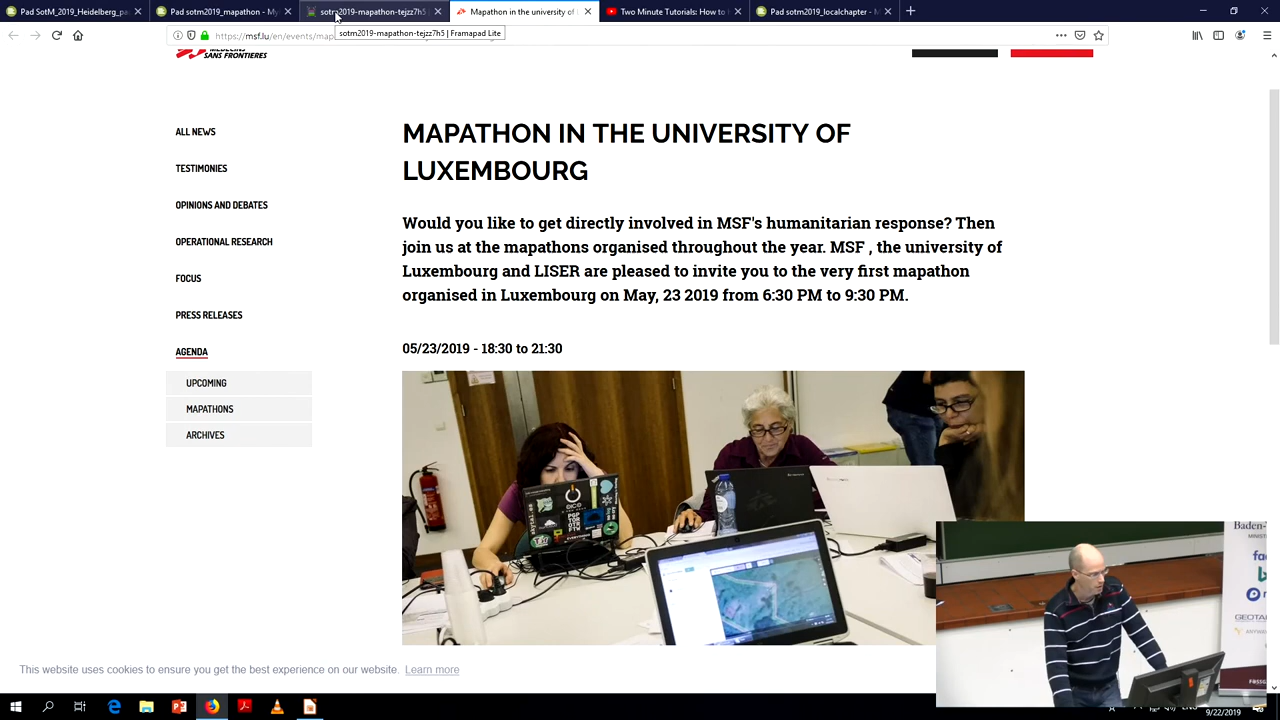 Pad SotM_2019_Heidelberg_pa
Pad sotm2019_mapathon - My
sotm2019-mapathon-tejzz7h5 |
Mapathon in the university of
Two Minute Tutorials: How to
Pad sotm2019_localchapter - M
https://msf.lu/en/events/map
sotm2019-mapathon-tejzz7h5 | Framapad Lite
SANS FRONTIERES
ALL NEWS
TESTIMONIES
OPINIONS AND DEBATES
OPERATIONAL RESEARCH
FOCUS
PRESS RELEASES
AGENDA
UPCOMING
MAPATHONS
ARCHIVES
MAPATHON IN THE UNIVERSITY OF
LUXEMBOURG
Would you like to get directly involved in MSF's humanitarian response? Then
join us at the mapathons organised throughout the year. MSF , the university of
Luxembourg and LISER are pleased to invite you to the very first mapathon
organised in Luxembourg on May, 23 2019 from 6:30 PM to 9:30 PM.
05/23/2019 - 18:30 to 21:30
This website uses cookies to ensure you get the best experience on our website. Learn more
Baden-
MINIS
GEOTA
FOSSG
9/22/2019